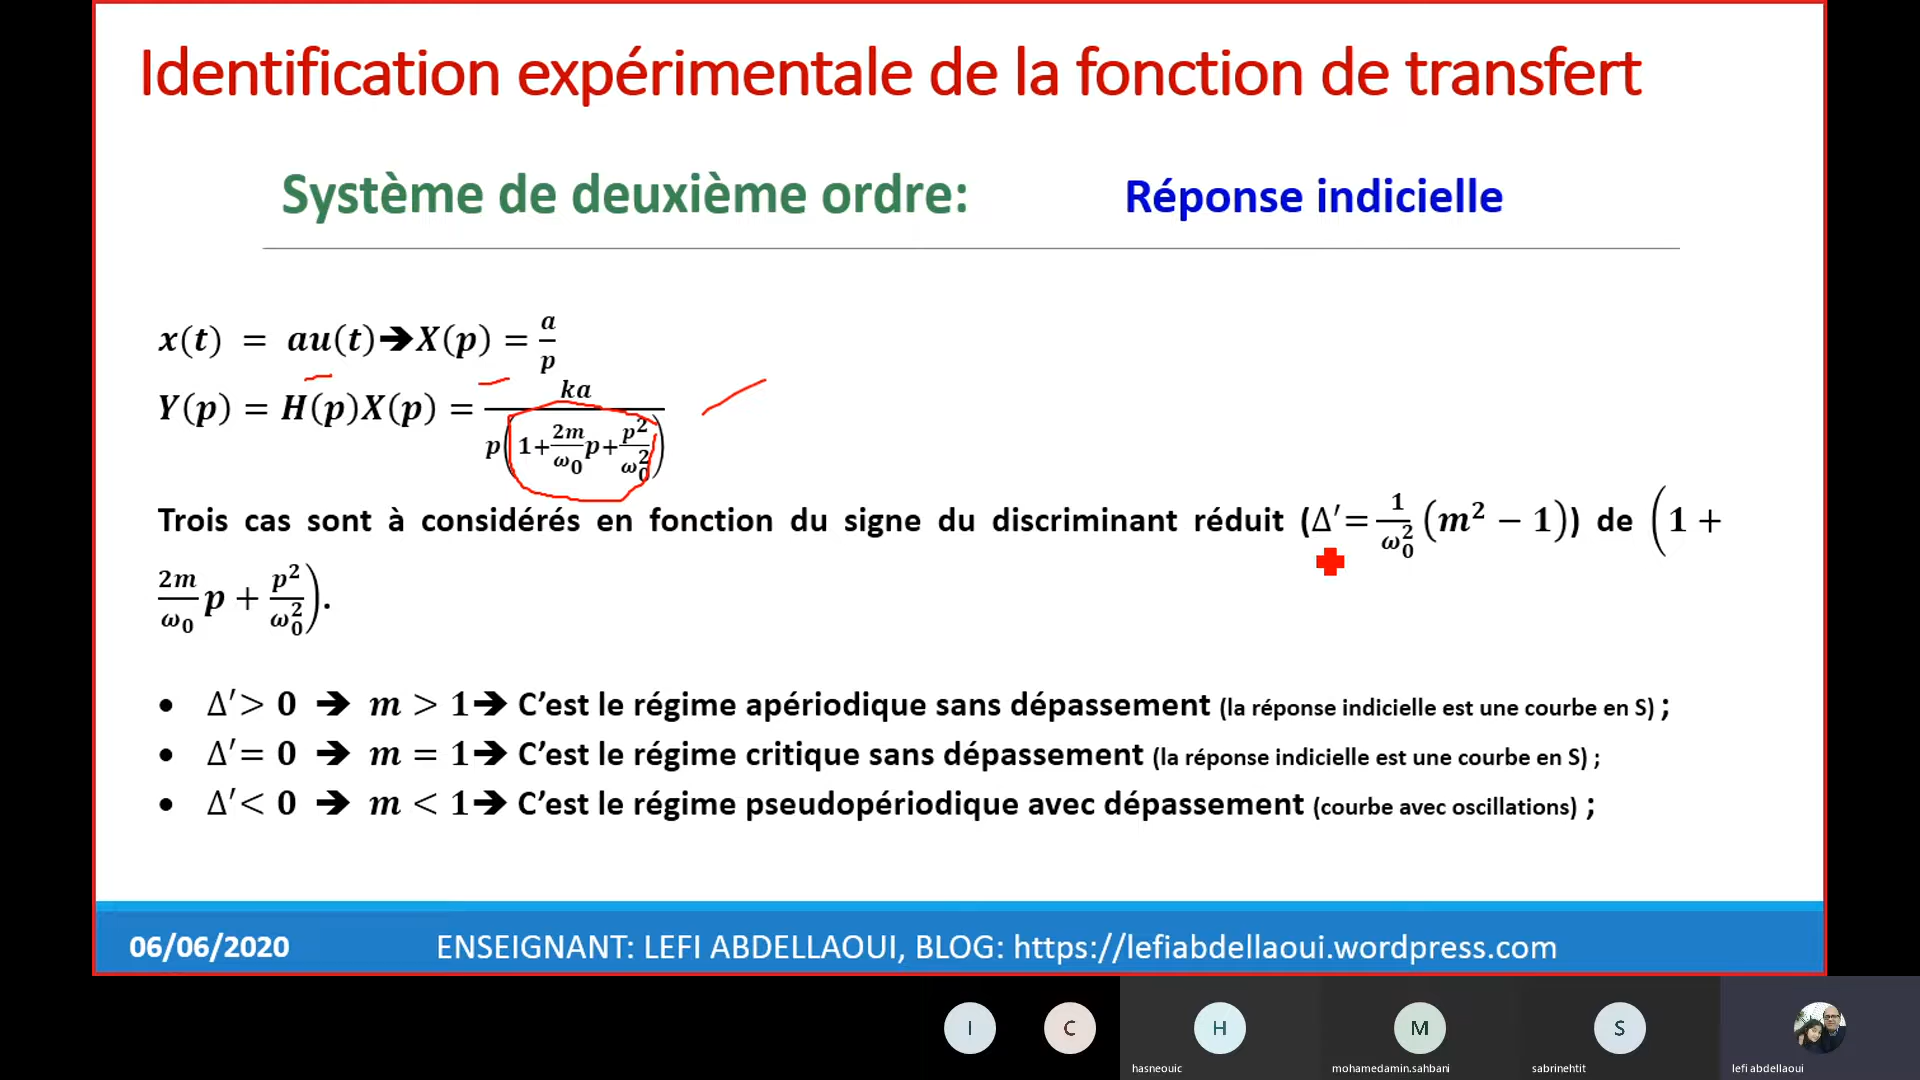 Identification expérimentale de la fonction de transfert
Système de deuxième ordre: Réponse indicielle
x(t) = au(t)➔X(p) = a/p
Y(p) = H(p)X(p) = ka / p(1+2m/ω₀ p+p²/ω₀²)
Trois cas sont à considérés en fonction du signe du discriminant réduit (Δ′=1/ω₀² (m² − 1)) de (1 +
2m/ω₀ p + p²/ω₀²).
• Δ′> 0 ➔ m > 1➔ C’est le régime apériodique sans dépassement (la réponse indicielle est une courbe en S) ;
• Δ′= 0 ➔ m = 1➔ C’est le régime critique sans dépassement (la réponse indicielle est une courbe en S) ;
• Δ′< 0 ➔ m < 1➔ C’est le régime pseudopériodique avec dépassement (courbe avec oscillations) ;
06/06/2020 ENSEIGNANT: LEFI ABDELLAOUI, BLOG: https://lefiabdellaoui.wordpress.com
I C H M S
hasneouic mohamedamin.sahbani sabrinehtit lefi abdellaoui